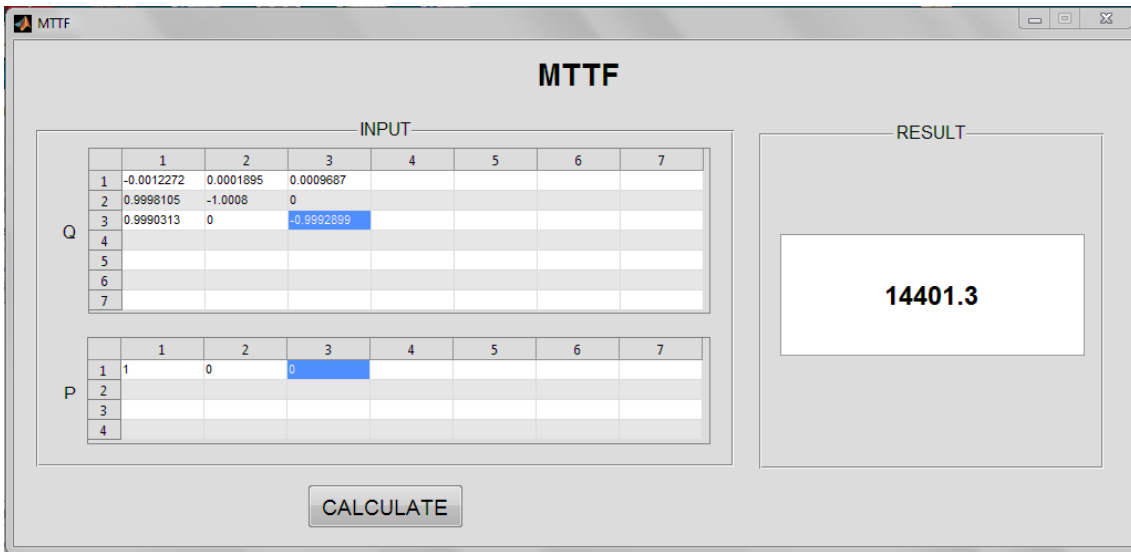 MTTF
MTTF
INPUT
RESULT
1 2 3 4 5 6 7
1 -0.0012272 0.0001895 0.0009687
2 0.9998105 -1.0008 0
3 0.9990313 0 -0.9992899
Q
4
5
6
7
14401.3
1 2 3 4 5 6 7
1 1 0 0
P
2
3
4
CALCULATE